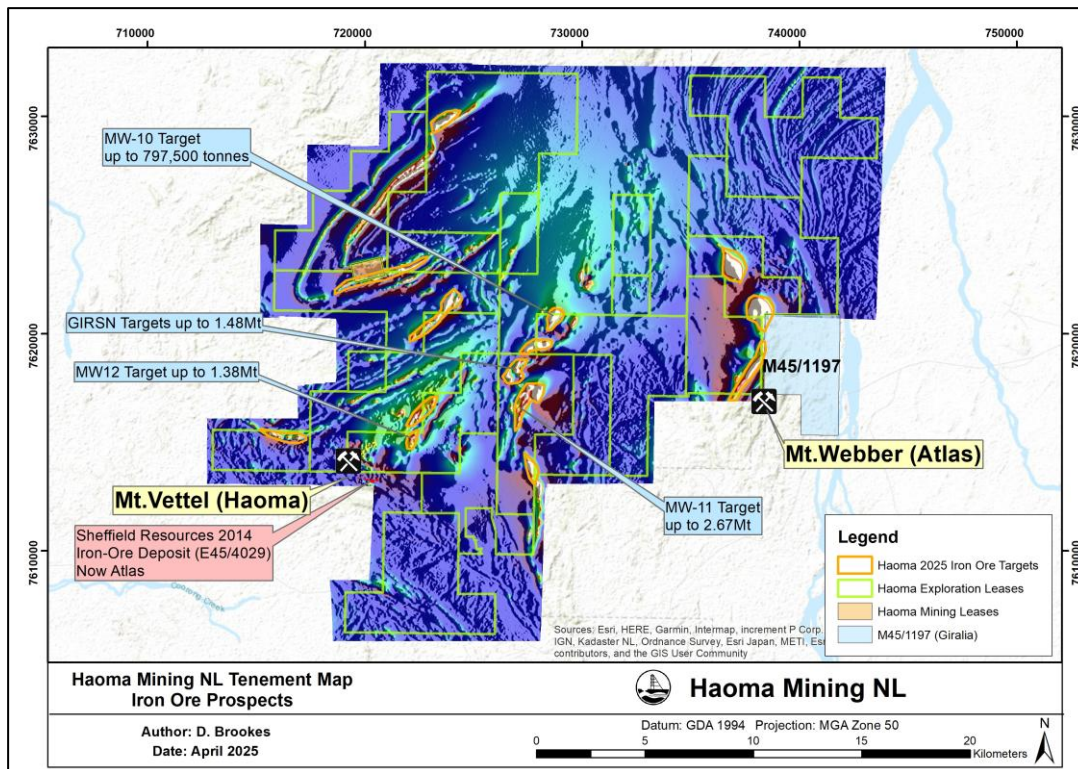 710000
720000
730000
740000
750000
7630000
7630000
MW-10 Target
up to 797,500 tonnes
GIRSN Targets up to 1.48Mt
7620000
7620000
MW12 Target up to 1.38Mt
M45/1197
Mt.Webber (Atlas)
Mt.Vettel (Haoma)
MW-11 Target
up to 2.67Mt
Sheffield Resources 2014
Iron-Ore Deposit (E45/4029)
Now Atlas
7610000
7610000
Legend
Haoma 2025 Iron Ore Targets
Haoma Exploration Leases
Haoma Mining Leases
M45/1197 (Giralia)
Creek
Sources: Esri, HERE, Garmin, Intermap, increment P Corp.
IGN, Kadaster NL, Ordnance Survey, Esri Japan, METI, Esri
contributors, and the GIS User Community
Haoma Mining NL Tenement Map
Iron Ore Prospects
Haoma Mining NL
Author: D. Brookes
Date: April 2025
Datum: GDA 1994 Projection: MGA Zone 50
N
0 5 10 15 20
Kilometers